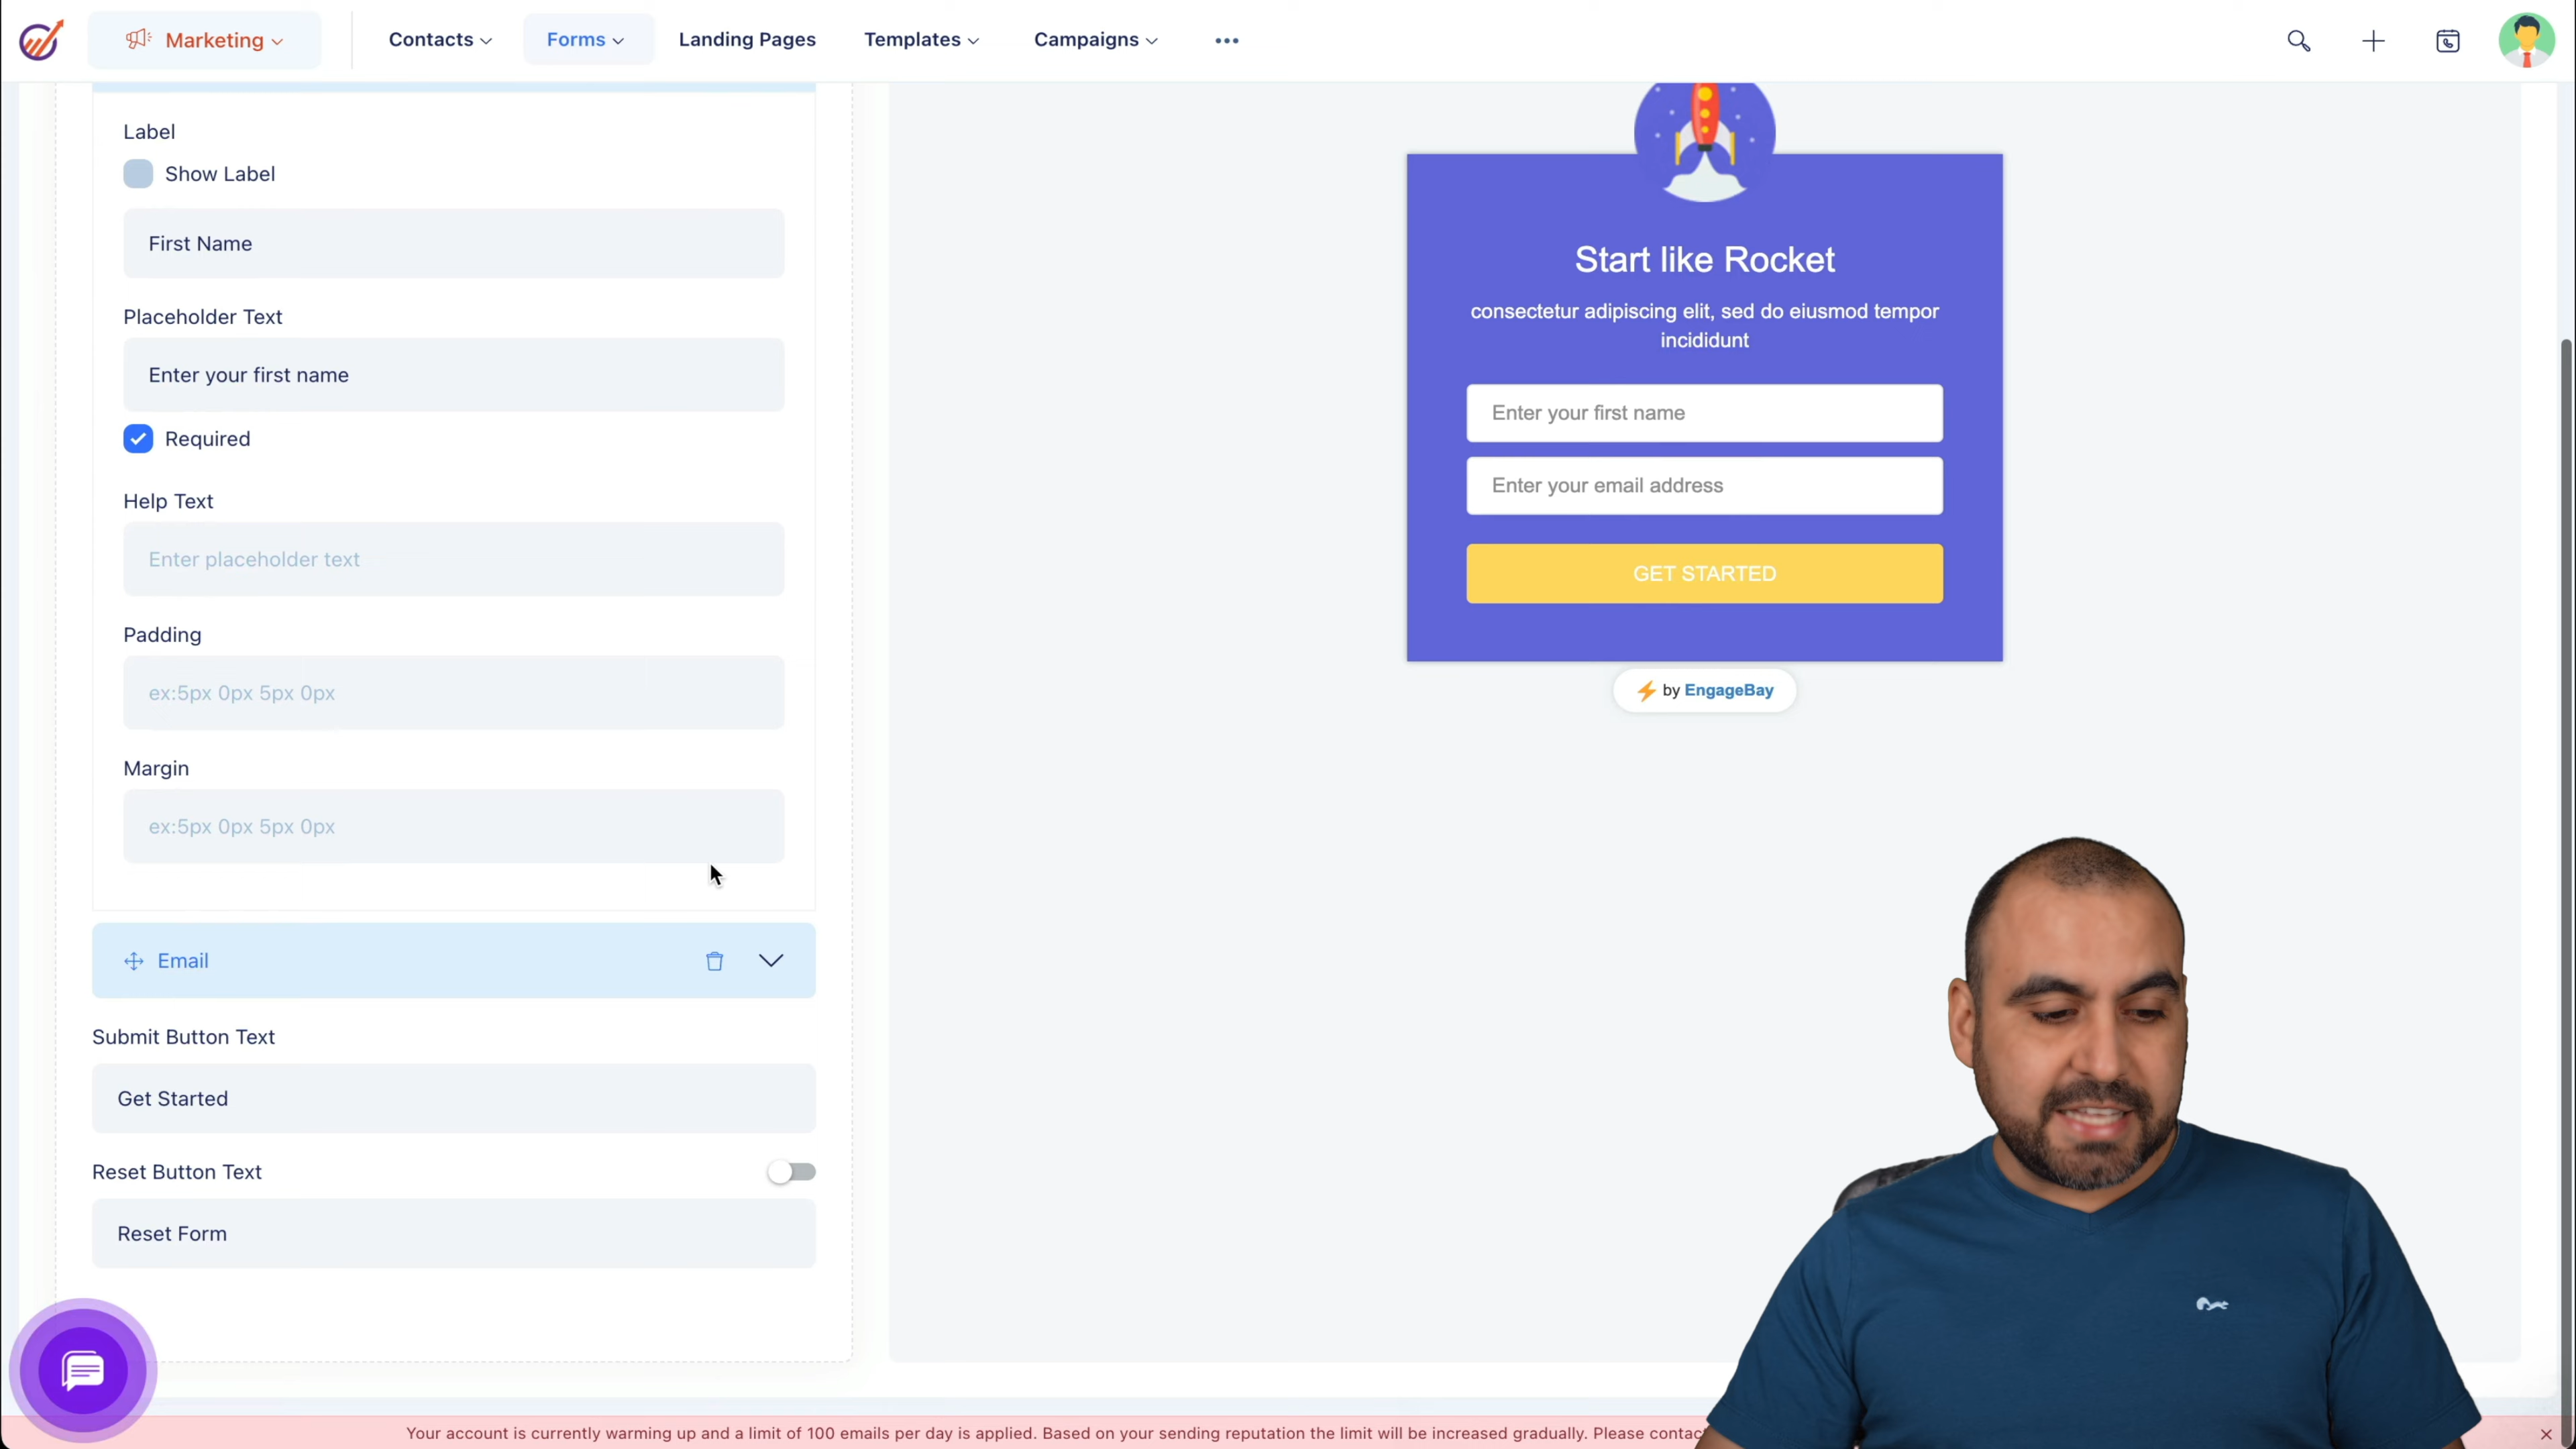 Marketing
Contacts
Forms
Landing Pages
Templates
Campaigns
Label
Show Label
First Name
Placeholder Text
Enter your first name
Required
Help Text
Enter placeholder text
Padding
ex:5px 0px 5px 0px
Margin
ex:5px 0px 5px 0px
Email
Submit Button Text
Get Started
Reset Button Text
Reset Form
Start like Rocket
consectetur adipiscing elit, sed do eiusmod tempor
incididunt
Enter your first name
Enter your email address
GET STARTED
by EngageBay
Your account is currently warming up and a limit of 100 emails per day is applied. Based on your sending reputation the limit will be increased gradually. Please